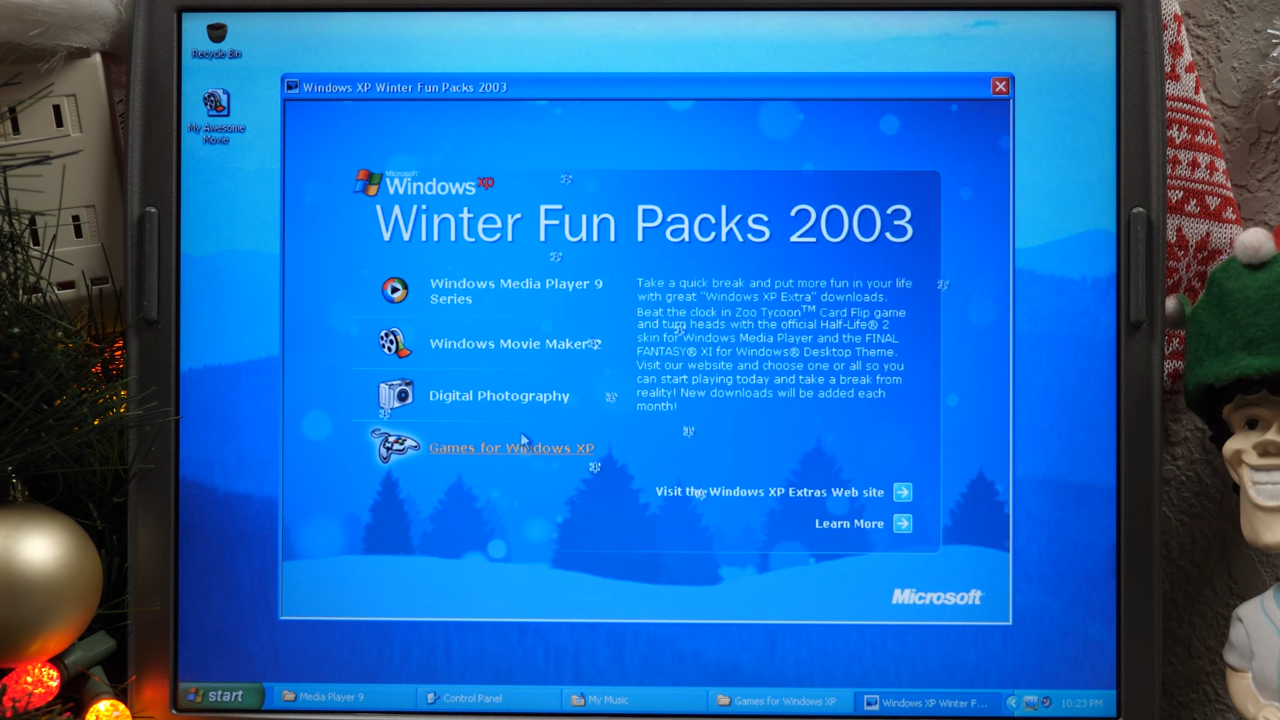 Recycle Bin
My Awesome
Movie
Windows XP Winter Fun Packs 2003
Microsoft
Windows xp
Winter Fun Packs 2003
Windows Media Player 9
Series
Windows Movie Maker 2
Digital Photography
Games for Windows XP
Take a quick break and put more fun in your life
with great "Windows XP Extra" downloads.
Beat the clock in Zoo Tycoon™ Card Flip game
and turn heads with the official Half-Life® 2
skin for Windows Media Player and the FINAL
FANTASY® XI for Windows® Desktop Theme.
Visit our website and choose one or all so you
can start playing today and take a break from
reality! New downloads will be added each
month!
Visit the Windows XP Extras Web site
Learn More
Microsoft
start
Media Player 9
Control Panel
My Music
Games for Windows XP
Windows XP Winter F...
10:23 PM